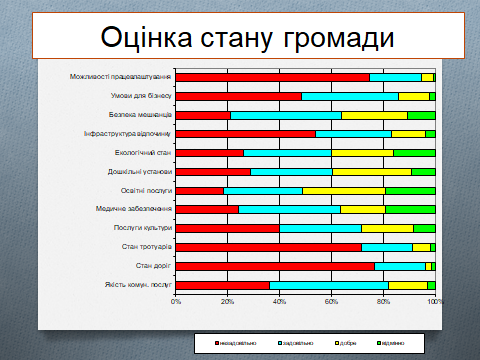 Оцінка стану громади
Можливості працевлаштування
Умови для бізнесу
Безпека мешканців
Інфраструктура відпочинку
Екологічний стан
Дошкільні установи
Освітні послуги
Медичне забезпечення
Послуги культури
Стан тротуарів
Стан доріг
Якість комун. послуг
0% 20% 40% 60% 80% 100%
незадовільно задовільно добре відмінно